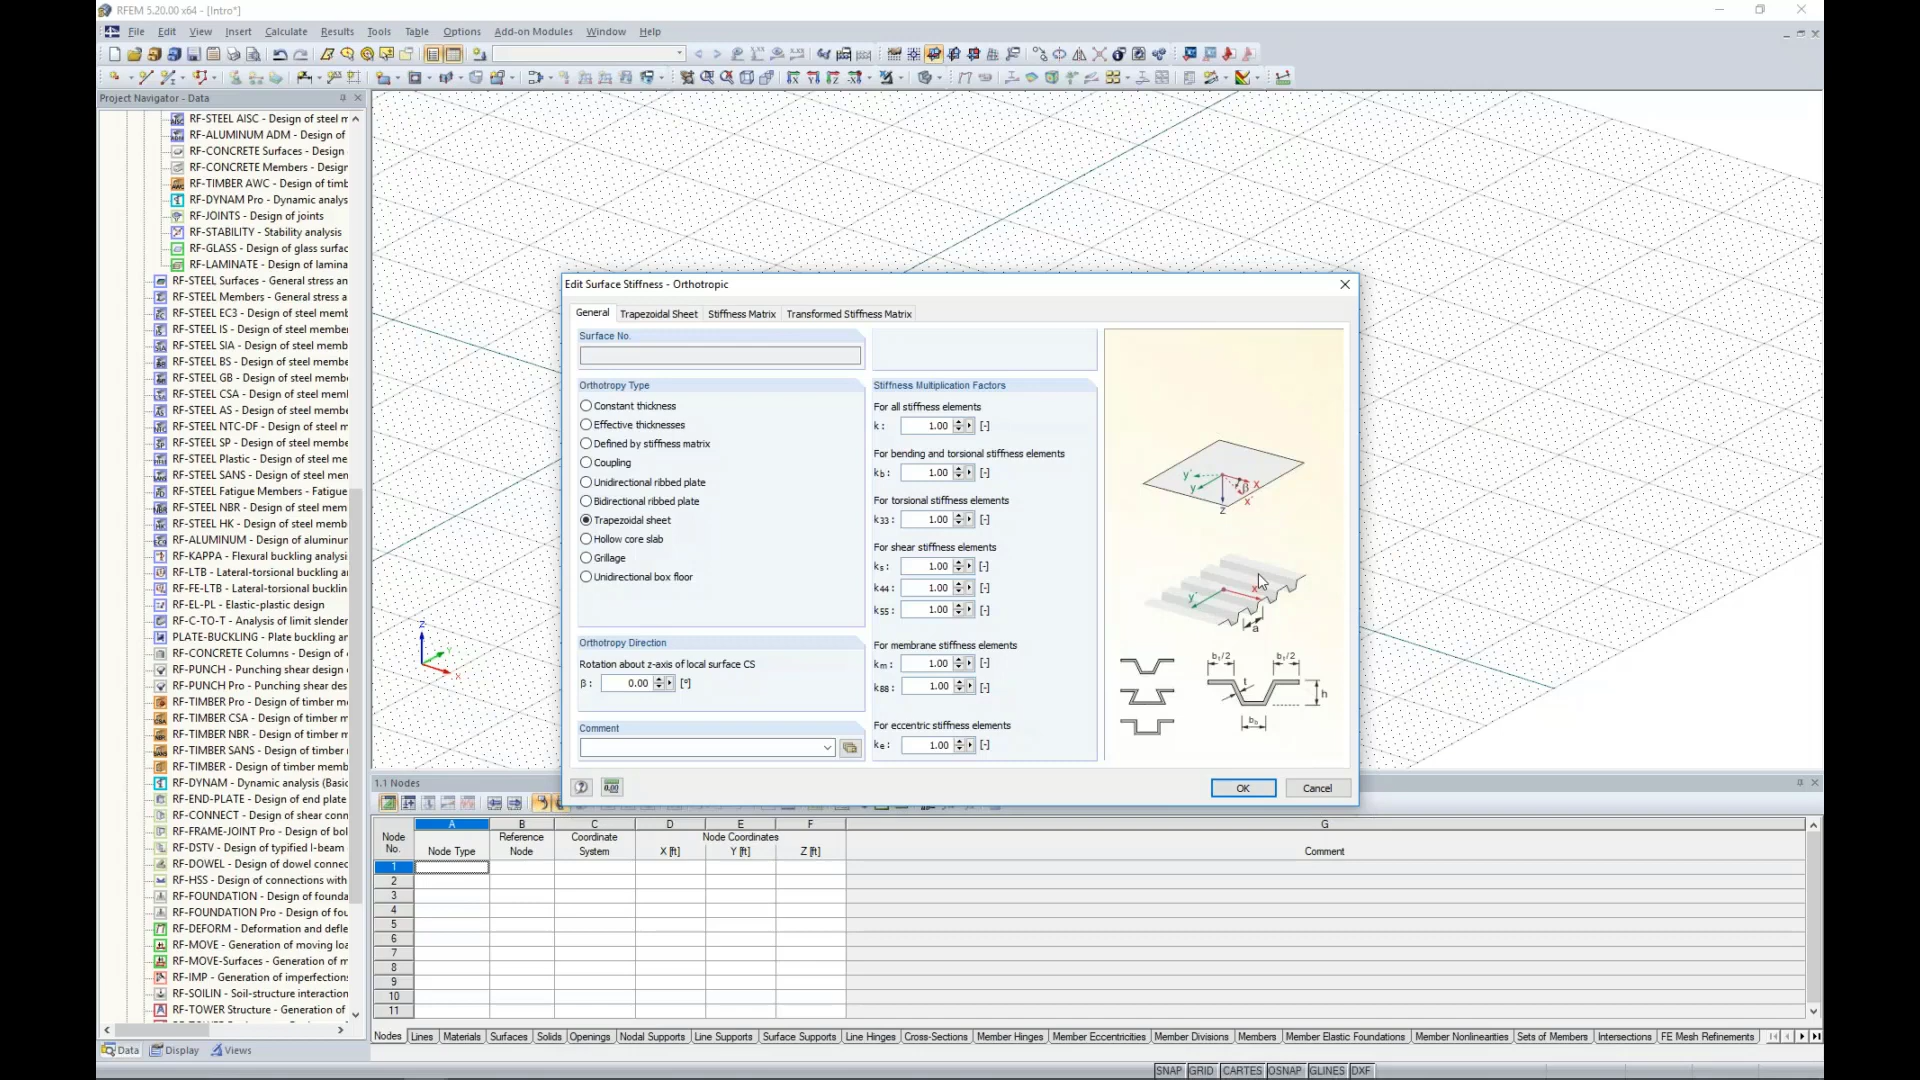 RFEM 5.20.00 x64 - [Intro*]
File Edit View Insert Calculate Results Tools Table Options Add-on Modules Window Help
Project Navigator - Data
RF-STEEL AISC - Design of steel m
RF-ALUMINUM ADM - Design of
RF-CONCRETE Surfaces - Design
RF-CONCRETE Members - Design
RF-TIMBER AWC - Design of timb
RF-DYNAM Pro - Dynamic analys
RF-JOINTS - Design of joints
RF-STABILITY - Stability analysis
RF-GLASS - Design of glass surfac
RF-LAMINATE - Design of lamina
RF-STEEL Surfaces - General stress an
RF-STEEL Members - General stress a
RF-STEEL EC3 - Design of steel memb
RF-STEEL IS - Design of steel member
RF-STEEL SIA - Design of steel memb
RF-STEEL BS - Design of steel membe
RF-STEEL GB - Design of steel membe
RF-STEEL CSA - Design of steel meml
RF-STEEL AS - Design of steel membe
RF-STEEL NTC-DF - Design of steel m
RF-STEEL SP - Design of steel membe
RF-STEEL Plastic - Design of steel me
RF-STEEL SANS - Design of steel men
RF-STEEL Fatigue Members - Fatigue
RF-STEEL NBR - Design of steel mem
RF-STEEL HK - Design of steel memb
RF-ALUMINUM - Design of aluminur
RF-KAPPA - Flexural buckling analysi
RF-LTB - Lateral-torsional buckling ar
RF-FE-LTB - Lateral-torsional bucklin
RF-EL-PL - Elastic-plastic design
RF-C-TO-T - Analysis of limit slender
PLATE-BUCKLING - Plate buckling ar
RF-CONCRETE Columns - Design of
RF-PUNCH - Punching shear design
RF-PUNCH Pro - Punching shear des
RF-TIMBER Pro - Design of timber m
RF-TIMBER CSA - Design of timber m
RF-TIMBER NBR - Design of timber m
RF-TIMBER SANS - Design of timber
RF-TIMBER - Design of timber memb
RF-DYNAM - Dynamic analysis (Basic
RF-END-PLATE - Design of end plate
RF-CONNECT - Design of shear conn
RF-FRAME-JOINT Pro - Design of bol
RF-DSTV - Design of typified I-beam
RF-DOWEL - Design of dowel connec
RF-HSS - Design of connections with
RF-FOUNDATION - Design of founda
RF-FOUNDATION Pro - Design of fou
RF-DEFORM - Deformation and defle
RF-MOVE - Generation of moving loa
RF-MOVE-Surfaces - Generation of m
RF-IMP - Generation of imperfections
RF-SOILIN - Soil-structure interaction
RF-TOWER Structure - Generation of
Data Display Views
Z
Y
X
Edit Surface Stiffness - Orthotropic
General Trapezoidal Sheet Stiffness Matrix Transformed Stiffness Matrix
Surface No.
Orthotropy Type
Constant thickness
Effective thicknesses
Defined by stiffness matrix
Coupling
Unidirectional ribbed plate
Bidirectional ribbed plate
Trapezoidal sheet
Hollow core slab
Grillage
Unidirectional box floor
Orthotropy Direction
Rotation about z-axis of local surface CS
β : 0.00 [°]
Comment
Stiffness Multiplication Factors
For all stiffness elements
k : 1.00 [-]
For bending and torsional stiffness elements
kb : 1.00 [-]
For torsional stiffness elements
k33 : 1.00 [-]
For shear stiffness elements
ks : 1.00 [-]
k44 : 1.00 [-]
k55 : 1.00 [-]
For membrane stiffness elements
km : 1.00 [-]
k88 : 1.00 [-]
For eccentric stiffness elements
ke : 1.00 [-]
y' y β x x' z
y' x' a
bt/2 bt/2
t h
bb
OK Cancel
1.1 Nodes
A B C D E F G
Node Reference Coordinate Node Coordinates
No. Node Type Node System X [ft] Y [ft] Z [ft] Comment
1
2
3
4
5
6
7
8
9
10
11
Nodes Lines Materials Surfaces Solids Openings Nodal Supports Line Supports Surface Supports Line Hinges Cross-Sections Member Hinges Member Eccentricities Member Divisions Members Member Elastic Foundations Member Nonlinearities Sets of Members Intersections FE Mesh Refinements
SNAP GRID CARTES OSNAP GLINES DXF